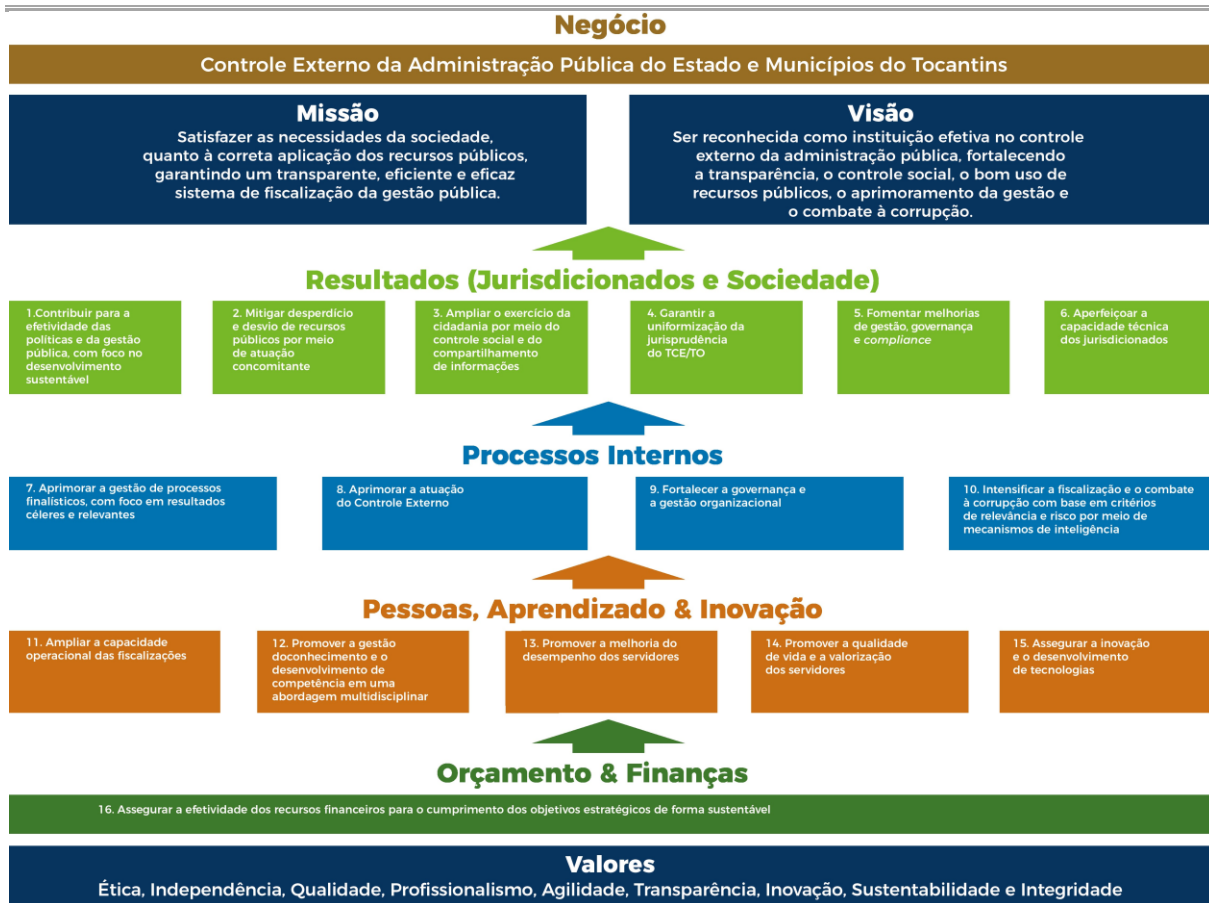 Negócio
Controle Externo da Administração Pública do Estado e Municípios do Tocantins
Missão
Satisfazer as necessidades da sociedade,
quanto à correta aplicação dos recursos públicos,
garantindo um transparente, eficiente e eficaz
sistema de fiscalização da gestão pública.
Visão
Ser reconhecida como instituição efetiva no controle
externo da administração pública, fortalecendo
a transparência, o controle social, o bom uso de
recursos públicos, o aprimoramento da gestão e
o combate à corrupção.
Resultados (Jurisdicionados e Sociedade)
1.Contribuir para a
efetividade das
políticas e da gestão
pública, com foco no
desenvolvimento
sustentável
2. Mitigar desperdício
e desvio de recursos
públicos por meio
de atuação
concomitante
3. Ampliar o exercício da
cidadania por meio do
controle social e do
compartilhamento
de informações
4. Garantir a
uniformização da
jurisprudência
do TCE/TO
5. Fomentar melhorias
de gestão, governança
e compliance
6. Aperfeiçoar a
capacidade técnica
dos jurisdicionados
Processos Internos
7. Aprimorar a gestão de processos
finalísticos, com foco em resultados
céleres e relevantes
8. Aprimorar a atuação
do Controle Externo
9. Fortalecer a governança e
a gestão organizacional
10. Intensificar a fiscalização e o combate
à corrupção com base em critérios
de relevância e risco por meio de
mecanismos de inteligência
Pessoas, Aprendizado & Inovação
11. Ampliar a capacidade
operacional das fiscalizações
12. Promover a gestão
doconhecimento e o
desenvolvimento de
competência em uma
abordagem multidisciplinar
13. Promover a melhoria do
desempenho dos servidores
14. Promover a qualidade
de vida e a valorização
dos servidores
15. Assegurar a inovação
e o desenvolvimento
de tecnologias
Orçamento & Finanças
16. Assegurar a efetividade dos recursos financeiros para o cumprimento dos objetivos estratégicos de forma sustentável
Valores
Ética, Independência, Qualidade, Profissionalismo, Agilidade, Transparência, Inovação, Sustentabilidade e Integridade